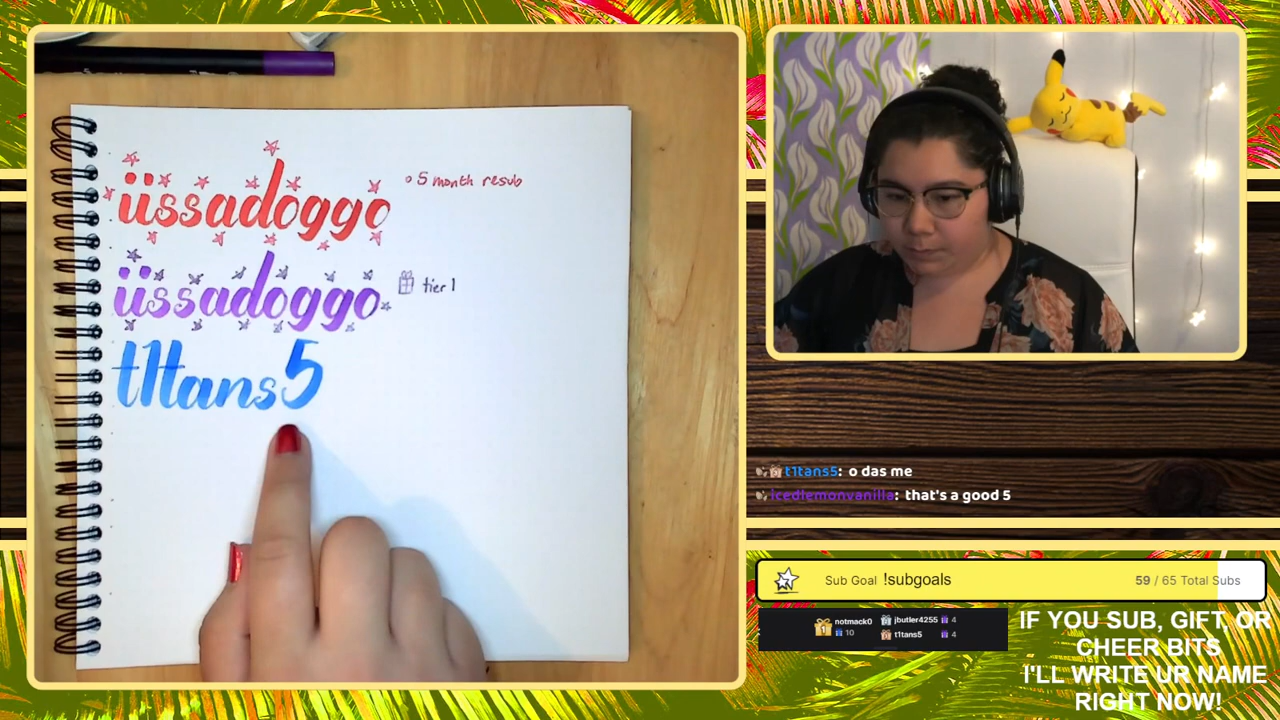 iissadoggo
5 month resub
iissadoggo
tier 1
t1tans5
t1tans5: o das me
icedlemonvanilla: that's a good 5
Sub Goal !subgoals 59 / 65 Total Subs
1 notmack0 10
jbutler4255 4
t1tans5 4
IF YOU SUB, GIFT, OR
CHEER BITS
I'LL WRITE UR NAME
RIGHT NOW!